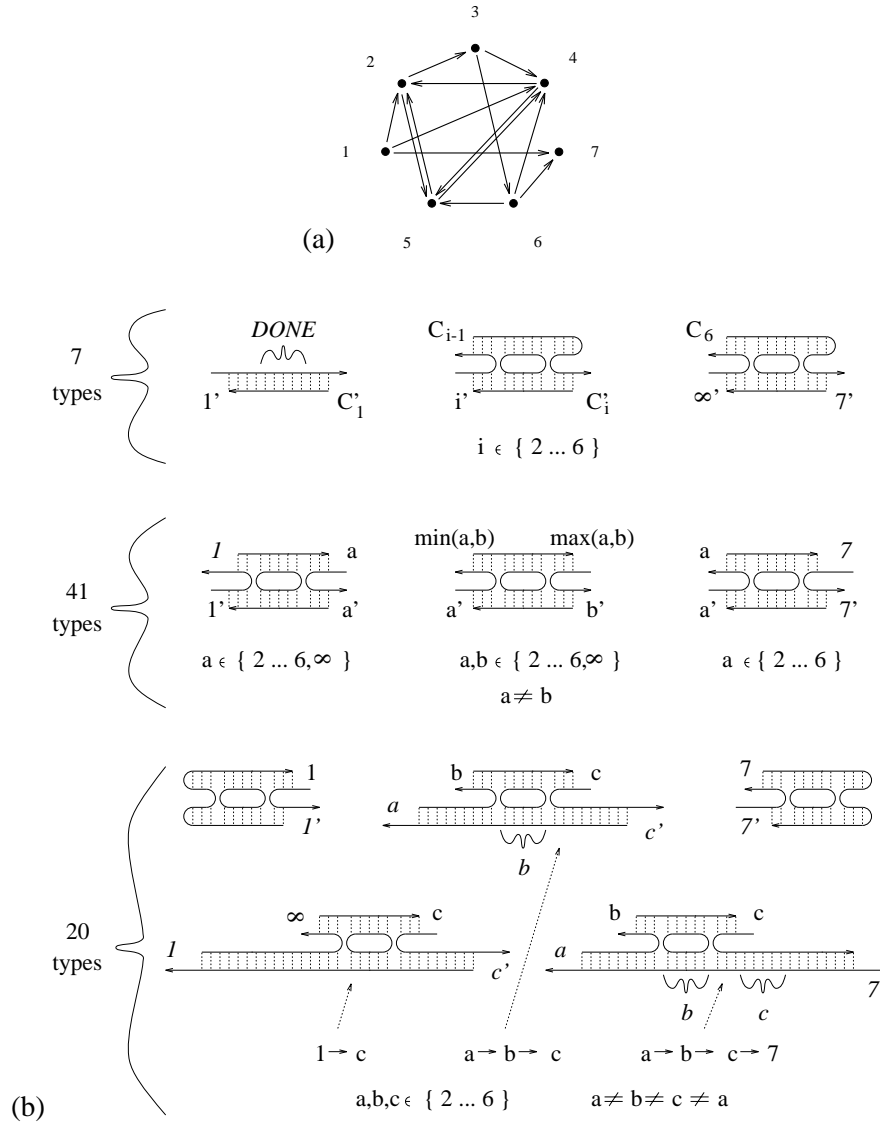 3
2 4
1 7
5 6
(a)
7 types
DONE
1' C'1
Ci-1
i' C'i
i ϵ { 2 ... 6 }
C6
∞' 7'
41 types
1 a
1' a'
a ϵ { 2 ... 6,∞ }
min(a,b) max(a,b)
a' b'
a,b ϵ { 2 ... 6,∞ }
a ≠ b
a 7
a' 7'
a ϵ { 2 ... 6 }
20 types
1
1'
b c
a c'
b
7
7'
∞ c
1 c'
b c
a
b c 7
1 → c
a → b → c
a → b → c → 7
a,b,c ϵ { 2 ... 6 }
a ≠ b ≠ c ≠ a
(b)